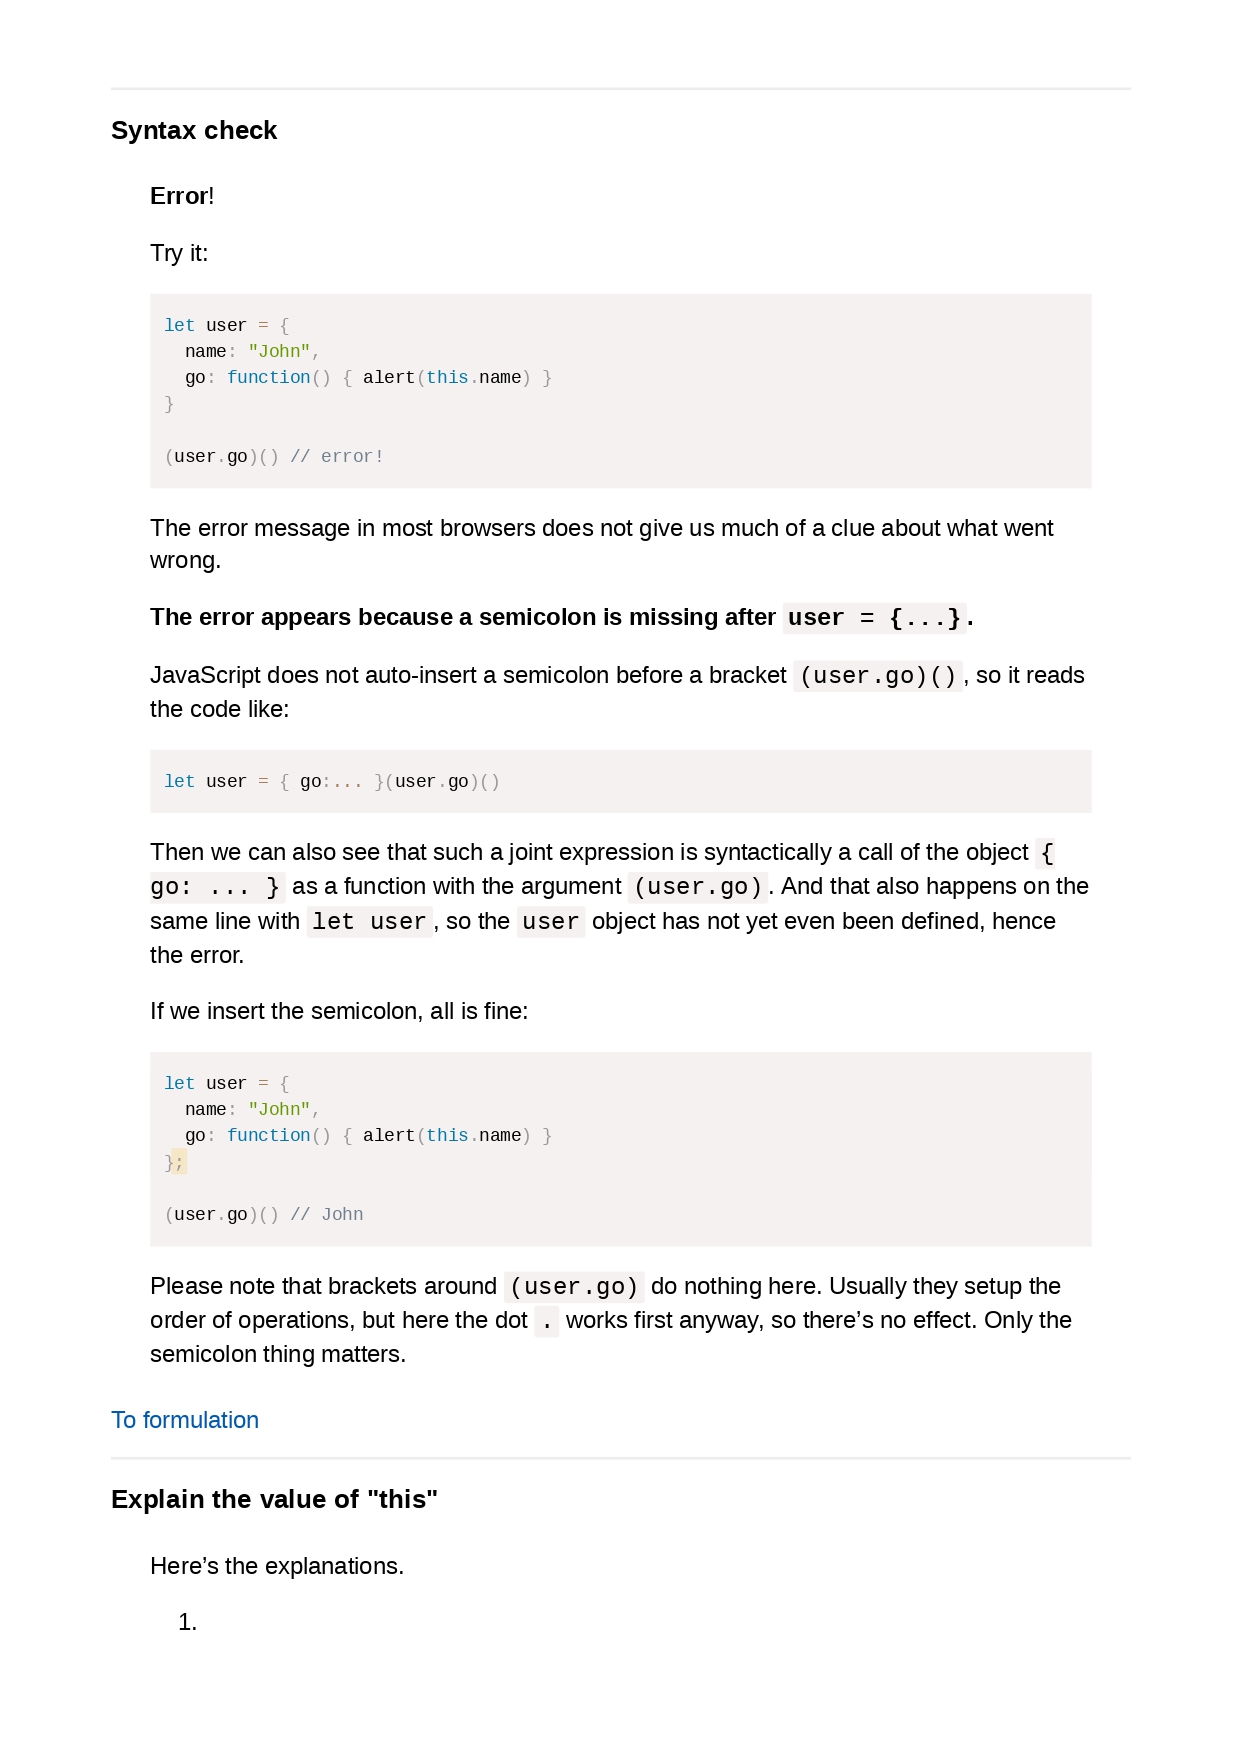 Syntax check
Error!
Try it:
let user = {
  name: "John",
  go: function() { alert(this.name) }
}
(user.go)() // error!
The error message in most browsers does not give us much of a clue about what went
wrong.
The error appears because a semicolon is missing after user = {...}.
JavaScript does not auto-insert a semicolon before a bracket (user.go)(), so it reads
the code like:
let user = { go:... }(user.go)()
Then we can also see that such a joint expression is syntactically a call of the object {
go: ... } as a function with the argument (user.go). And that also happens on the
same line with let user, so the user object has not yet even been defined, hence
the error.
If we insert the semicolon, all is fine:
let user = {
  name: "John",
  go: function() { alert(this.name) }
};
(user.go)() // John
Please note that brackets around (user.go) do nothing here. Usually they setup the
order of operations, but here the dot . works first anyway, so there’s no effect. Only the
semicolon thing matters.
To formulation
Explain the value of "this"
Here’s the explanations.
1.